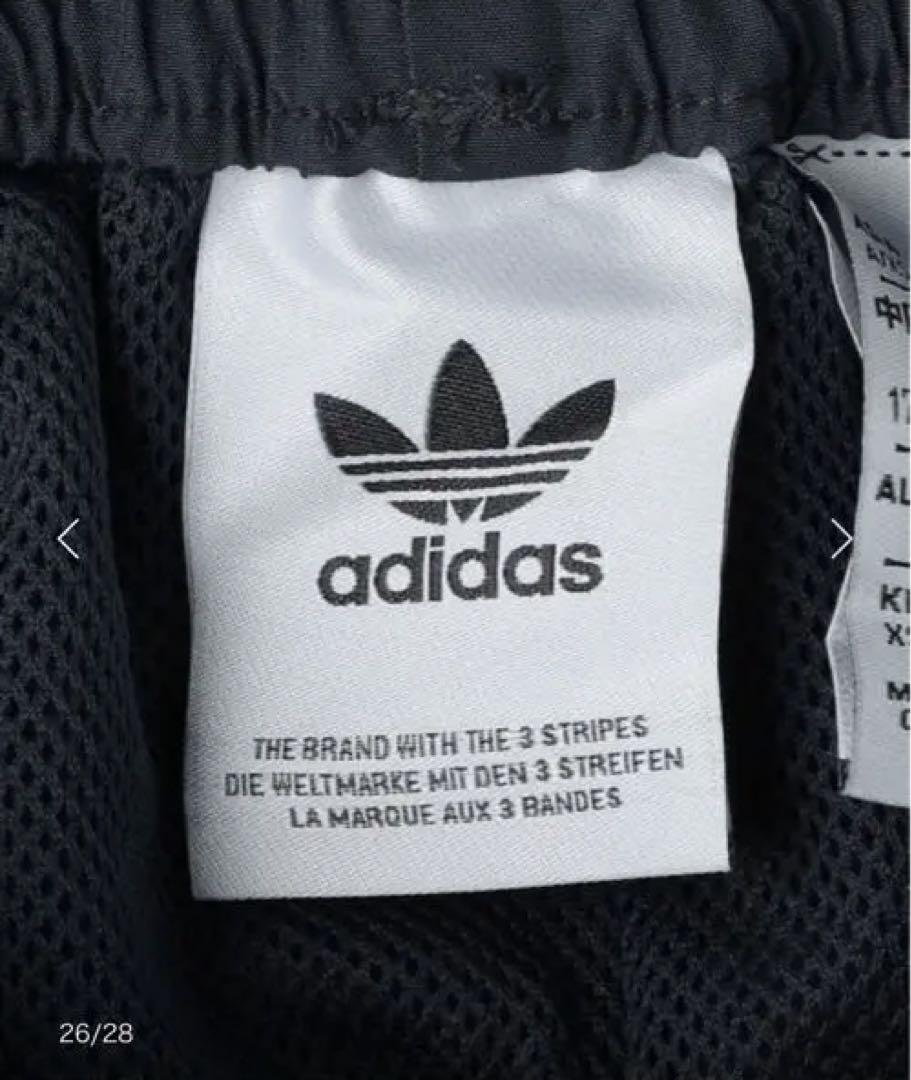 adidas
THE BRAND WITH THE 3 STRIPES
DIE WELTMARKE MIT DEN 3 STREIFEN
LA MARQUE AUX 3 BANDES
26/28